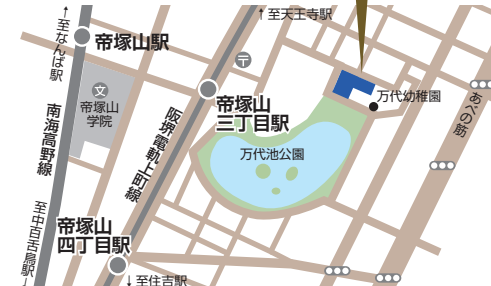 ↑至なんば駅
↑至天王寺駅
帝塚山駅
〒
文
帝塚山
学院
帝塚山
三丁目駅
万代幼稚園
あべの筋
南海高野線
阪堺電軌上町線
万代池公園
帝塚山
四丁目駅
至中百舌鳥駅↓
↓至住吉駅